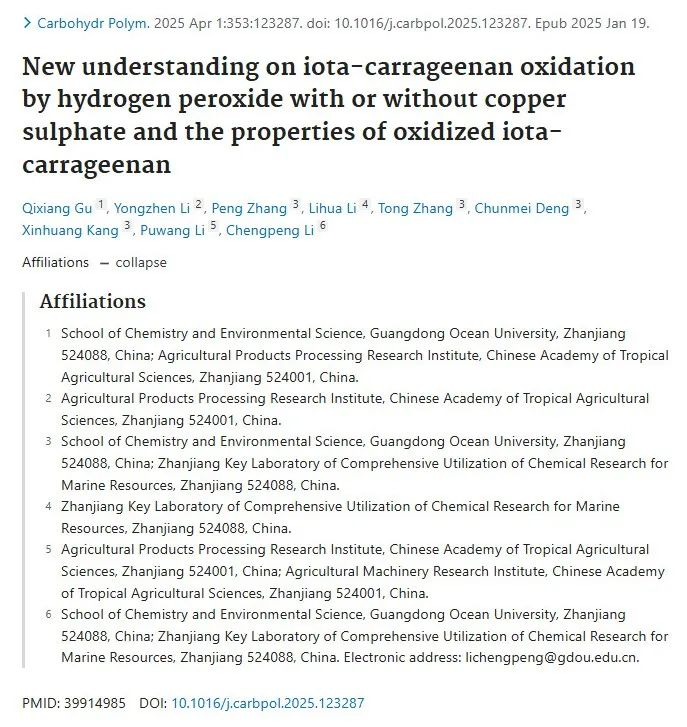 Carbohydr Polym. 2025 Apr 1:353:123287. doi: 10.1016/j.carbpol.2025.123287. Epub 2025 Jan 19.
New understanding on iota-carrageenan oxidation
by hydrogen peroxide with or without copper
sulphate and the properties of oxidized iota-
carrageenan
Qixiang Gu 1, Yongzhen Li 2, Peng Zhang 3, Lihua Li 4, Tong Zhang 3, Chunmei Deng 3,
Xinhuang Kang 3, Puwang Li 5, Chengpeng Li 6
Affiliations – collapse
Affiliations
1 School of Chemistry and Environmental Science, Guangdong Ocean University, Zhanjiang
524088, China; Agricultural Products Processing Research Institute, Chinese Academy of Tropical
Agricultural Sciences, Zhanjiang 524001, China.
2 Agricultural Products Processing Research Institute, Chinese Academy of Tropical Agricultural
Sciences, Zhanjiang 524001, China.
3 School of Chemistry and Environmental Science, Guangdong Ocean University, Zhanjiang
524088, China; Zhanjiang Key Laboratory of Comprehensive Utilization of Chemical Research for
Marine Resources, Zhanjiang 524088, China.
4 Zhanjiang Key Laboratory of Comprehensive Utilization of Chemical Research for Marine
Resources, Zhanjiang 524088, China.
5 Agricultural Products Processing Research Institute, Chinese Academy of Tropical Agricultural
Sciences, Zhanjiang 524001, China; Agricultural Machinery Research Institute, Chinese Academy
of Tropical Agricultural Sciences, Zhanjiang 524001, China.
6 School of Chemistry and Environmental Science, Guangdong Ocean University, Zhanjiang
524088, China; Zhanjiang Key Laboratory of Comprehensive Utilization of Chemical Research for
Marine Resources, Zhanjiang 524088, China. Electronic address: lichengpeng@gdou.edu.cn.
PMID: 39914985 DOI: 10.1016/j.carbpol.2025.123287